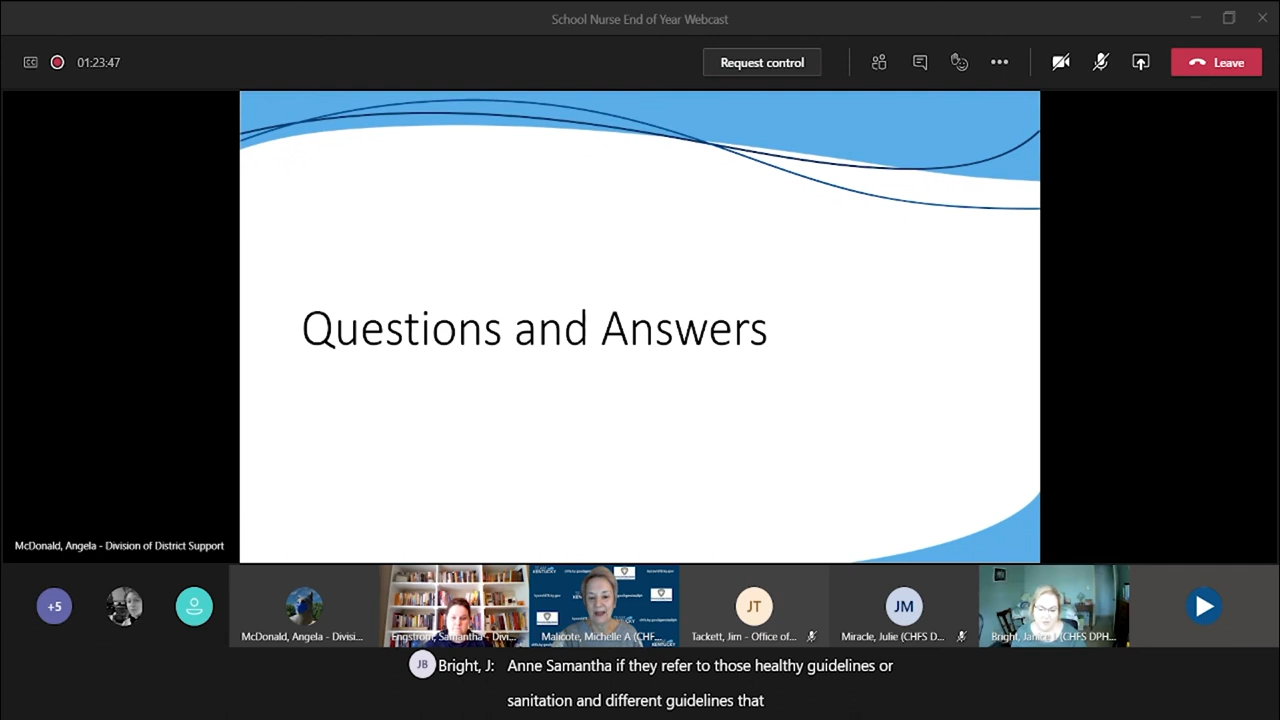 School Nurse End of Year Webcast
CC
01:23:47
Request control
Leave
Questions and Answers
McDonald, Angela - Division of District Support
+5
McDonald, Angela - Divisi...
Engstrom, Samantha - Divi...
KENTUCKY
Malicote, Michelle A (CHF...
JT
Tackett, Jim - Office of...
JM
Miracle, Julie (CHFS D...
Bright, Janice (CHFS DPH...
JB
Bright, J: Anne Samantha if they refer to those healthy guidelines or
sanitation and different guidelines that